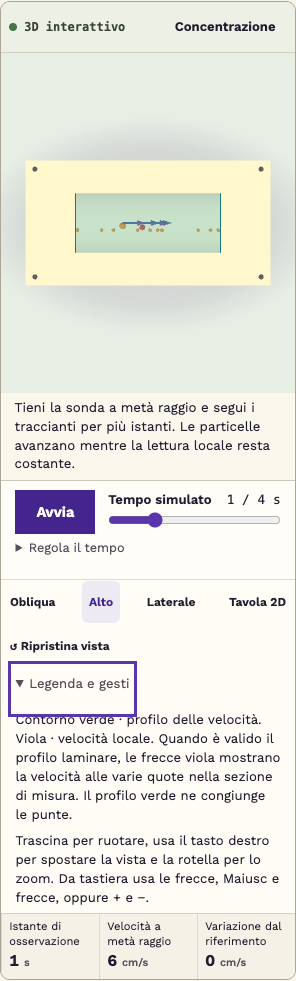 3D interattivo Concentrazione
Tieni la sonda a metà raggio e segui i
traccianti per più istanti. Le particelle
avanzano mentre la lettura locale resta
costante.
Avvia
Tempo simulato 1 / 4 s
▶ Regola il tempo
Obliqua Alto Laterale Tavola 2D
↺ Ripristina vista
▼ Legenda e gesti
Contorno verde · profilo delle velocità.
Viola · velocità locale. Quando è valido il
profilo laminare, le frecce viola mostrano
la velocità alle varie quote nella sezione
di misura. Il profilo verde ne congiunge
le punte.
Trascina per ruotare, usa il tasto destro
per spostare la vista e la rotella per lo
zoom. Da tastiera usa le frecce, Maiusc e
frecce, oppure + e −.
Istante di
osservazione
1 s
Velocità a
metà raggio
6 cm/s
Variazione dal
riferimento
0 cm/s